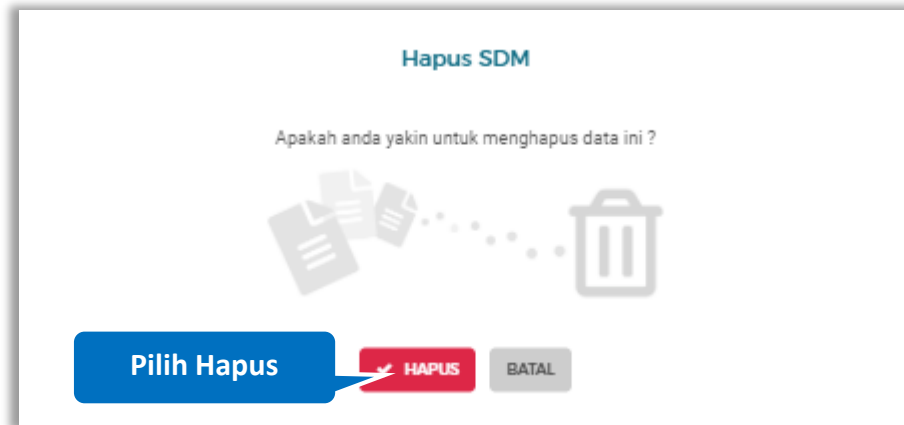 Hapus SDM
Apakah anda yakin untuk menghapus data ini ?
Pilih Hapus
HAPUS
BATAL